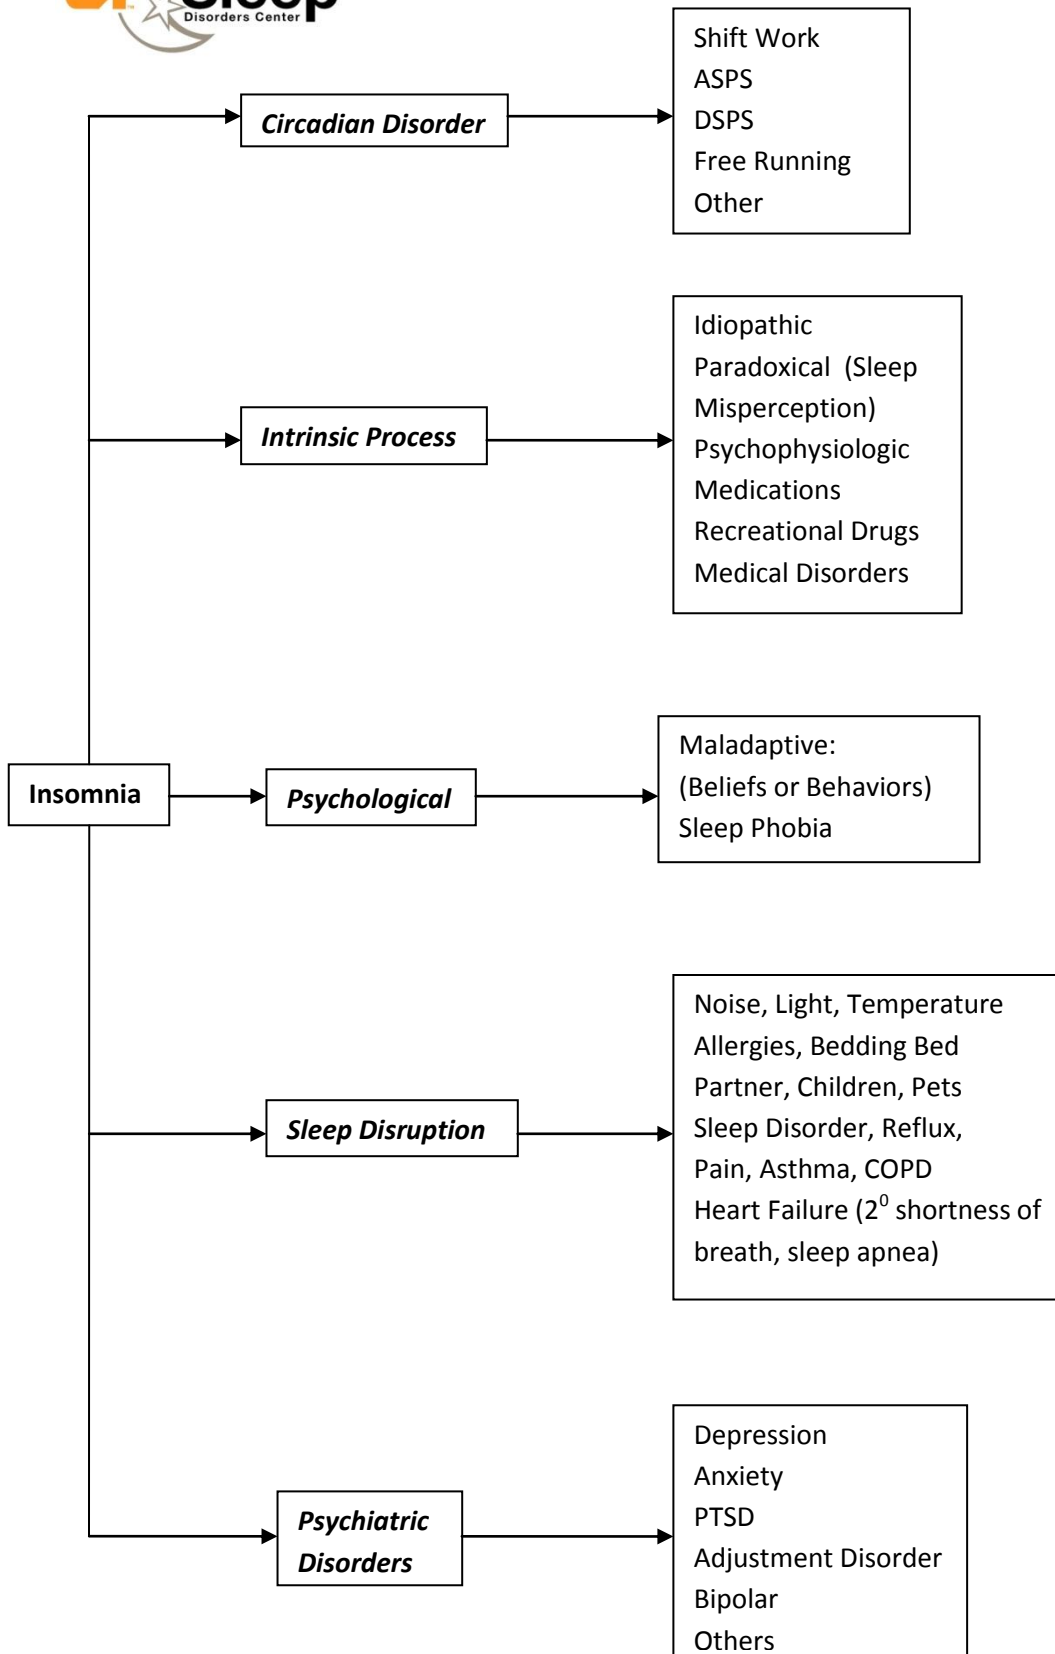 Sleep
Disorders Center
Shift Work
ASPS
DSPS
Free Running
Other
Circadian Disorder
Idiopathic
Paradoxical (Sleep
Misperception)
Psychophysiologic
Medications
Recreational Drugs
Medical Disorders
Intrinsic Process
Maladaptive:
(Beliefs or Behaviors)
Sleep Phobia
Insomnia
Psychological
Noise, Light, Temperature
Allergies, Bedding Bed
Partner, Children, Pets
Sleep Disorder, Reflux,
Pain, Asthma, COPD
Heart Failure (2⁰ shortness of
breath, sleep apnea)
Sleep Disruption
Depression
Anxiety
PTSD
Adjustment Disorder
Bipolar
Others
Psychiatric
Disorders